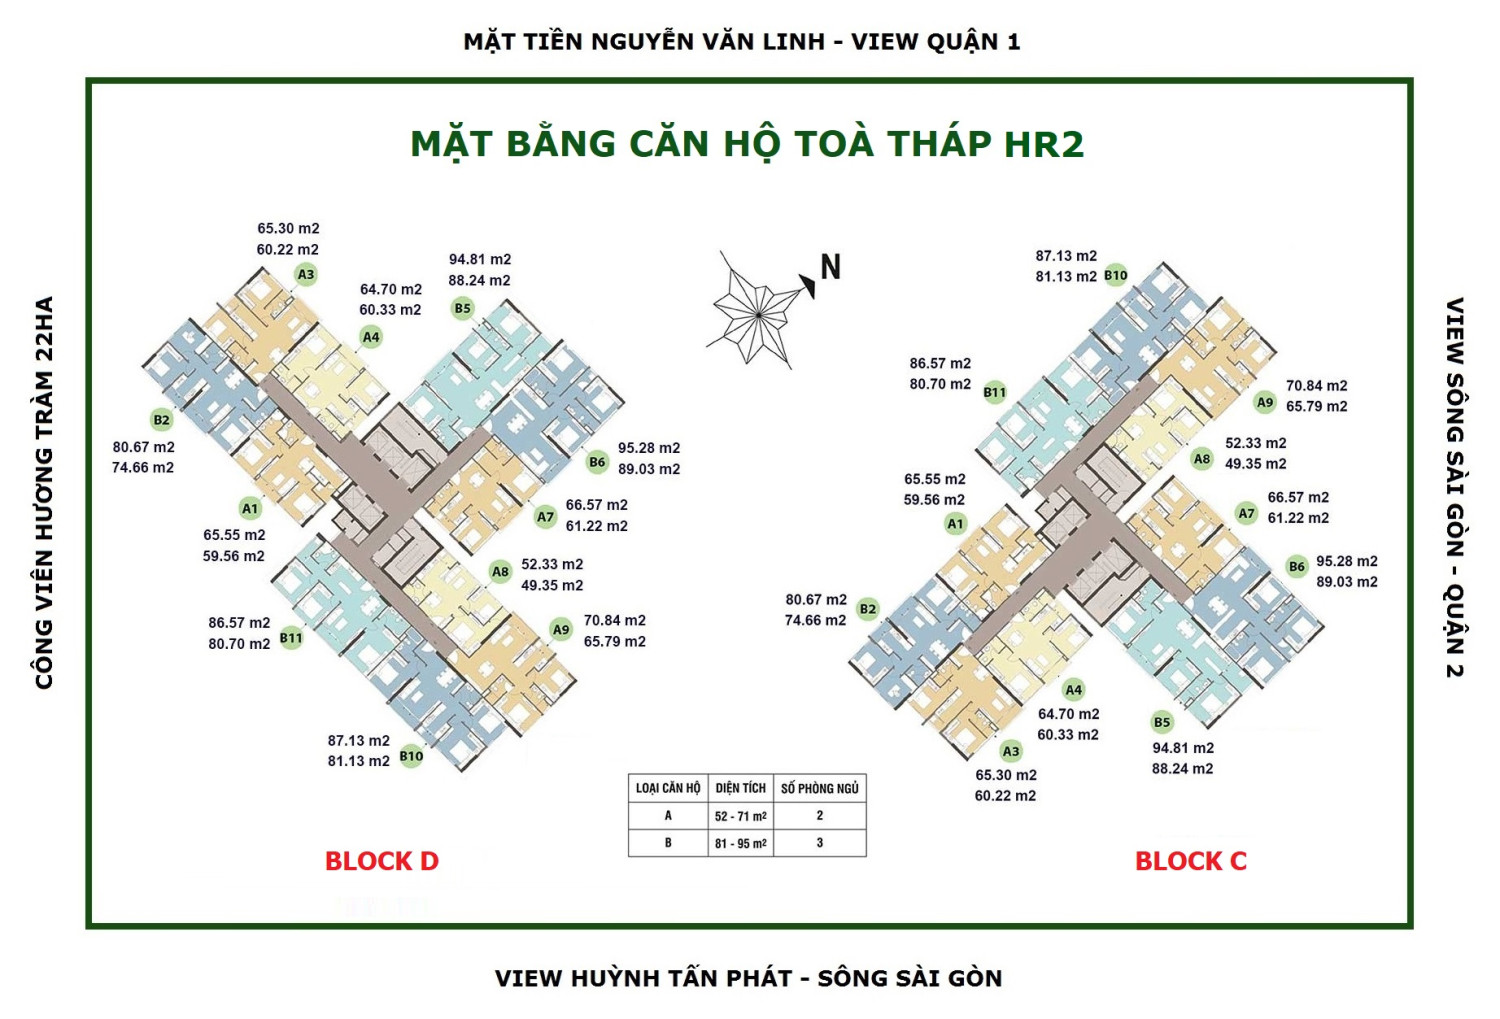 MẶT TIỀN NGUYỄN VĂN LINH - VIEW QUẬN 1
MẶT BẰNG CĂN HỘ TOÀ THÁP HR2
CÔNG VIÊN HƯƠNG TRÀM 22HA
65.30 m2
60.22 m2
A3
64.70 m2
60.33 m2
A4
94.81 m2
88.24 m2
B5
B2
80.67 m2
74.66 m2
95.28 m2
89.03 m2
B6
A1
65.55 m2
59.56 m2
66.57 m2
61.22 m2
A7
52.33 m2
49.35 m2
A8
86.57 m2
80.70 m2
B11
70.84 m2
65.79 m2
A9
87.13 m2
81.13 m2
B10
BLOCK D
N
87.13 m2
81.13 m2
B10
86.57 m2
80.70 m2
B11
70.84 m2
65.79 m2
A9
52.33 m2
49.35 m2
A8
65.55 m2
59.56 m2
A1
66.57 m2
61.22 m2
A7
95.28 m2
89.03 m2
B6
80.67 m2
74.66 m2
B2
A4
64.70 m2
60.33 m2
B5
94.81 m2
88.24 m2
A3
65.30 m2
60.22 m2
BLOCK C
LOẠI CĂN HỘ DIỆN TÍCH SỐ PHÒNG NGỦ
A 52 - 71 m² 2
B 81 - 95 m² 3
VIEW SÔNG SÀI GÒN - QUẬN 2
VIEW HUỲNH TẤN PHÁT - SÔNG SÀI GÒN